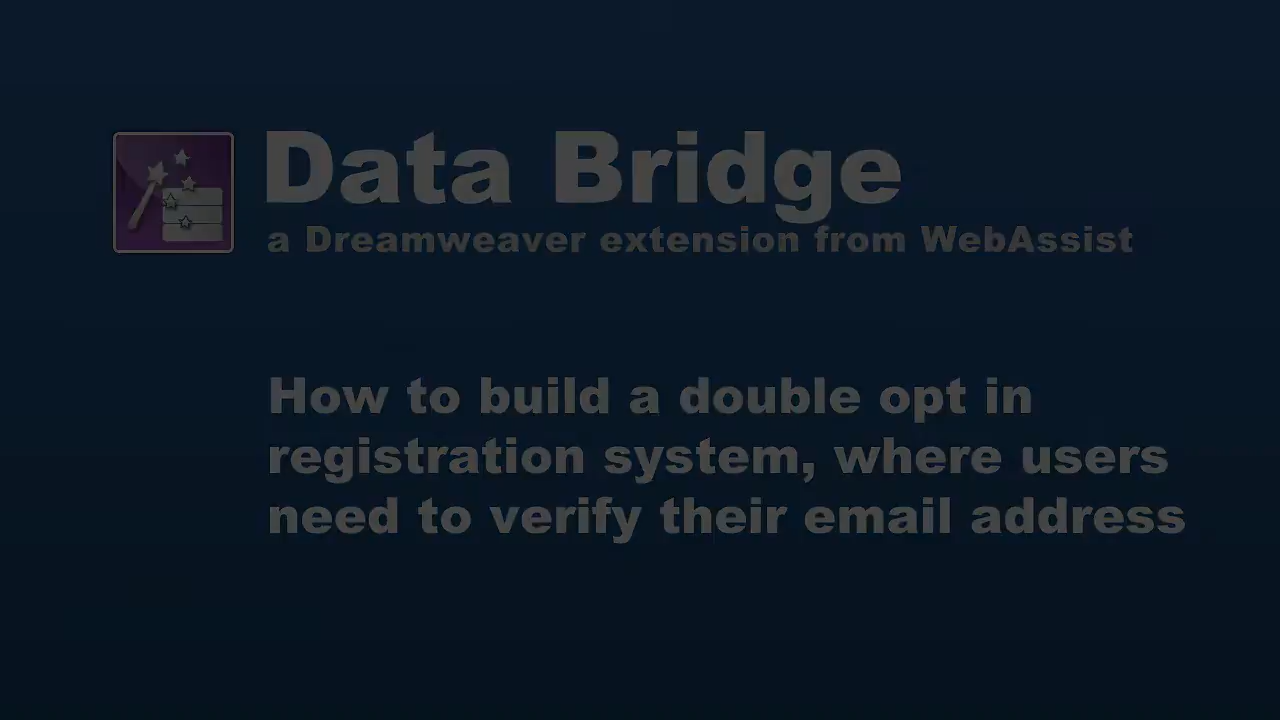 Data Bridge
a Dreamweaver extension from WebAssist
How to build a double opt in
registration system, where users
need to verify their email address